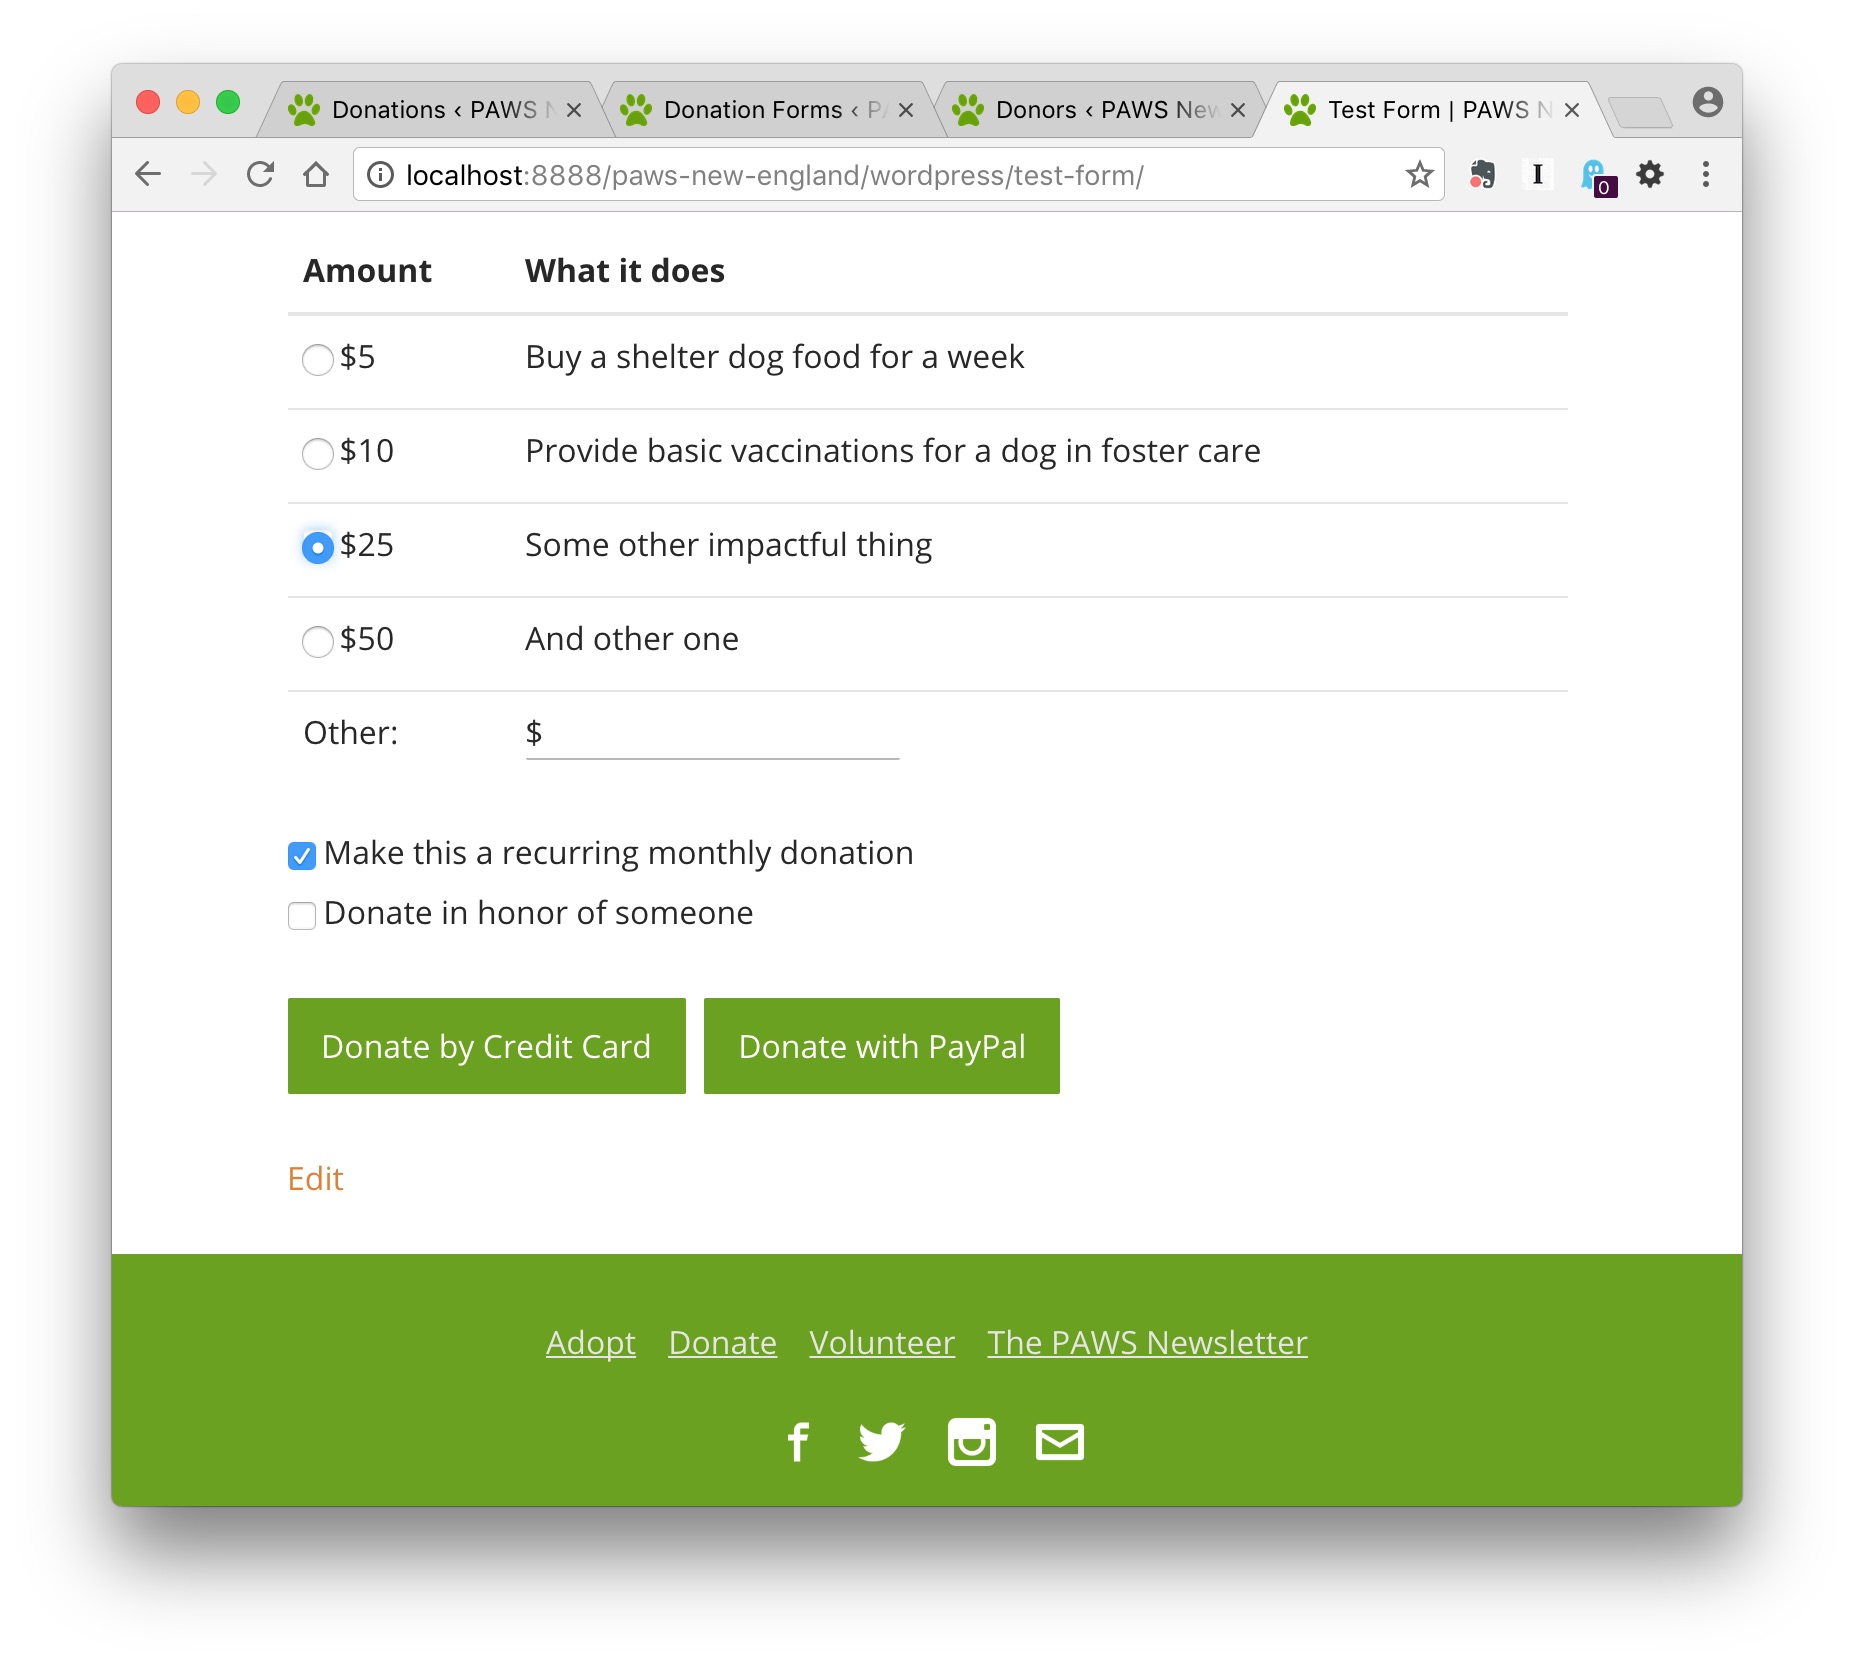 Donations ‹ PAWS
Donation Forms ‹
Donors ‹ PAWS New
Test Form | PAWS N
localhost:8888/paws-new-england/wordpress/test-form/
I
0
Amount What it does
$5 Buy a shelter dog food for a week
$10 Provide basic vaccinations for a dog in foster care
$25 Some other impactful thing
$50 And other one
Other: $
Make this a recurring monthly donation
Donate in honor of someone
Donate by Credit Card Donate with PayPal
Edit
Adopt Donate Volunteer The PAWS Newsletter